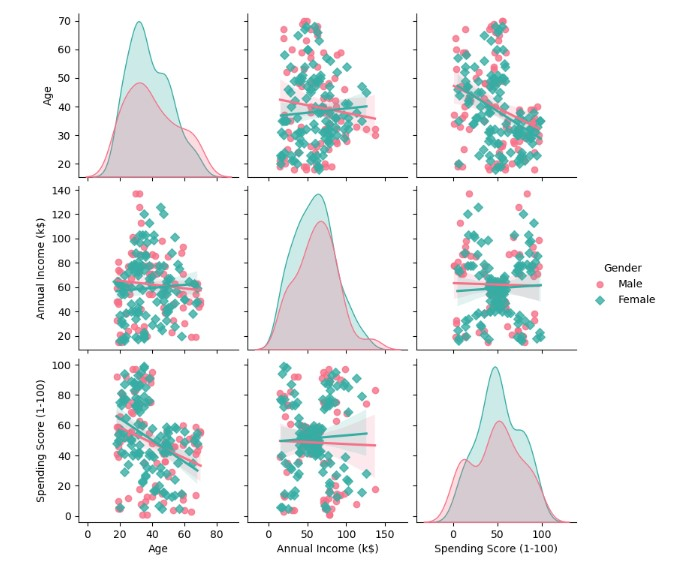 70
60
50
40
30
20
Age
140
120
100
80
60
40
20
Annual Income (k$)
Gender
Male
Female
100
80
60
40
20
0
Spending Score (1-100)
0 20 40 60 80
Age
0 50 100 150
Annual Income (k$)
0 50 100
Spending Score (1-100)